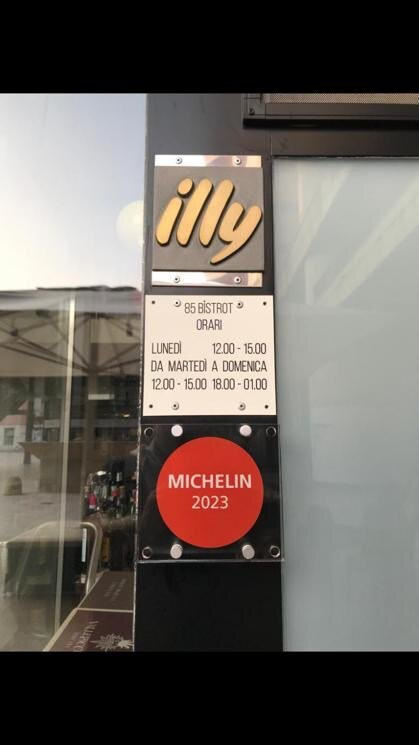 illy
85 BISTROT
ORARI
LUNEDÌ 12.00 - 15.00
DA MARTEDÌ A DOMENICA
12.00 - 15.00 18.00 - 01.00
MICHELIN
2023